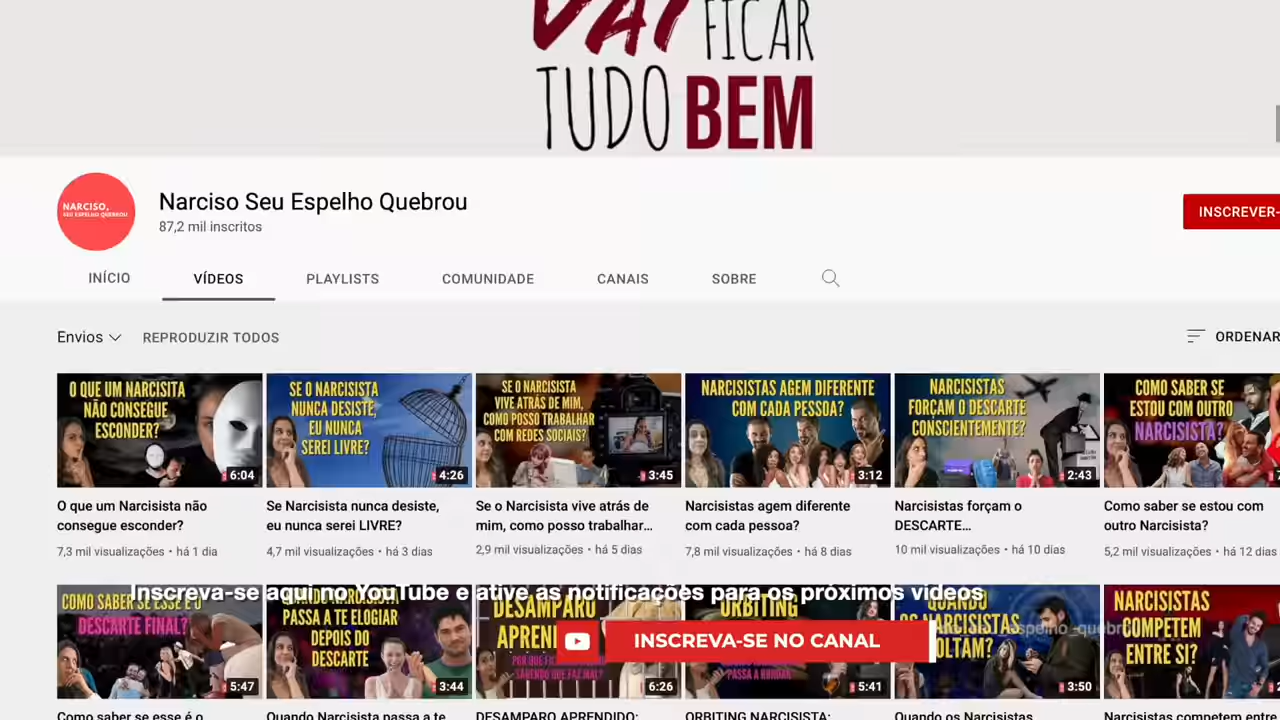 VAI FICAR
TUDO BEM
NARCISO,
SEU ESPELHO QUEBROU
Narciso Seu Espelho Quebrou
87,2 mil inscritos
INSCREVER-
INÍCIO
VÍDEOS
PLAYLISTS
COMUNIDADE
CANAIS
SOBRE
Envios
REPRODUZIR TODOS
ORDENAR
O QUE UM NARCISITA
NÃO CONSEGUE
ESCONDER?
6:04
SE O NARCISISTA
NUNCA DESISTE,
EU NUNCA
SEREI LIVRE?
4:26
SE O NARCISISTA
VIVE ATRÁS DE MIM,
COMO POSSO TRABALHAR
COM REDES SOCIAIS?
3:45
NARCISISTAS AGEM DIFERENTE
COM CADA PESSOA?
3:12
NARCISISTAS
FORÇAM O DESCARTE
CONSCIENTEMENTE?
2:43
COMO SABER SE
ESTOU COM OUTRO
NARCISISTA?
O que um Narcisista não
consegue esconder?
7,3 mil visualizações • há 1 dia
Se Narcisista nunca desiste,
eu nunca serei LIVRE?
4,7 mil visualizações • há 3 dias
Se o Narcisista vive atrás de
mim, como posso trabalhar...
2,9 mil visualizações • há 5 dias
Narcisistas agem diferente
com cada pessoa?
7,8 mil visualizações • há 8 dias
Narcisistas forçam o
DESCARTE...
10 mil visualizações • há 10 dias
Como saber se estou com
outro Narcisista?
5,2 mil visualizações • há 12 dias
Inscreva-se aqui no YouTube e ative as notificações para os próximos vídeos
INSCREVA-SE NO CANAL
COMO SABER SE ESSE É O
DESCARTE FINAL?
5:47
QUANDO NARCISISTA
PASSA A TE ELOGIAR
DEPOIS DO
DESCARTE
3:44
DESAMPARO
6:26
ORBITING
NARCISISTA
PASSA A RONDAR
5:41
QUANDO
OS NARCISISTAS
VOLTAM?
3:50
NARCISISTAS
COMPETEM
ENTRE SI?
Como saber se esse é o
Quando Narcisista passa a te
DESAMPARO APRENDIDO:
ORBITING NARCISISTA:
Quando os Narcisistas
Narcisistas competem entre